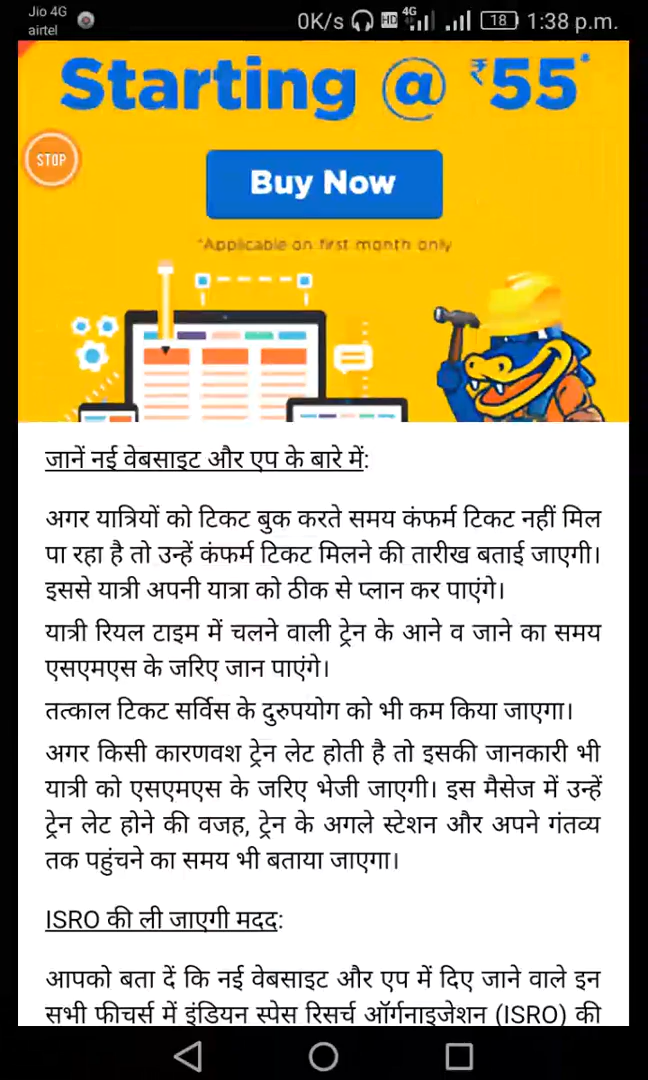 Jio 4G
airtel
0K/s HD 4G 18 1:38 p.m.
Starting @ ₹55*
STOP
Buy Now
*Applicable on first month only
जानें नई वेबसाइट और एप के बारे में:
अगर यात्रियों को टिकट बुक करते समय कंफर्म टिकट नहीं मिल
पा रहा है तो उन्हें कंफर्म टिकट मिलने की तारीख बताई जाएगी।
इससे यात्री अपनी यात्रा को ठीक से प्लान कर पाएंगे।
यात्री रियल टाइम में चलने वाली ट्रेन के आने व जाने का समय
एसएमएस के जरिए जान पाएंगे।
तत्काल टिकट सर्विस के दुरुपयोग को भी कम किया जाएगा।
अगर किसी कारणवश ट्रेन लेट होती है तो इसकी जानकारी भी
यात्री को एसएमएस के जरिए भेजी जाएगी। इस मैसेज में उन्हें
ट्रेन लेट होने की वजह, ट्रेन के अगले स्टेशन और अपने गंतव्य
तक पहुंचने का समय भी बताया जाएगा।
ISRO की ली जाएगी मदद:
आपको बता दें कि नई वेबसाइट और एप में दिए जाने वाले इन
सभी फीचर्स में इंडियन स्पेस रिसर्च ऑर्गनाइजेशन (ISRO) की